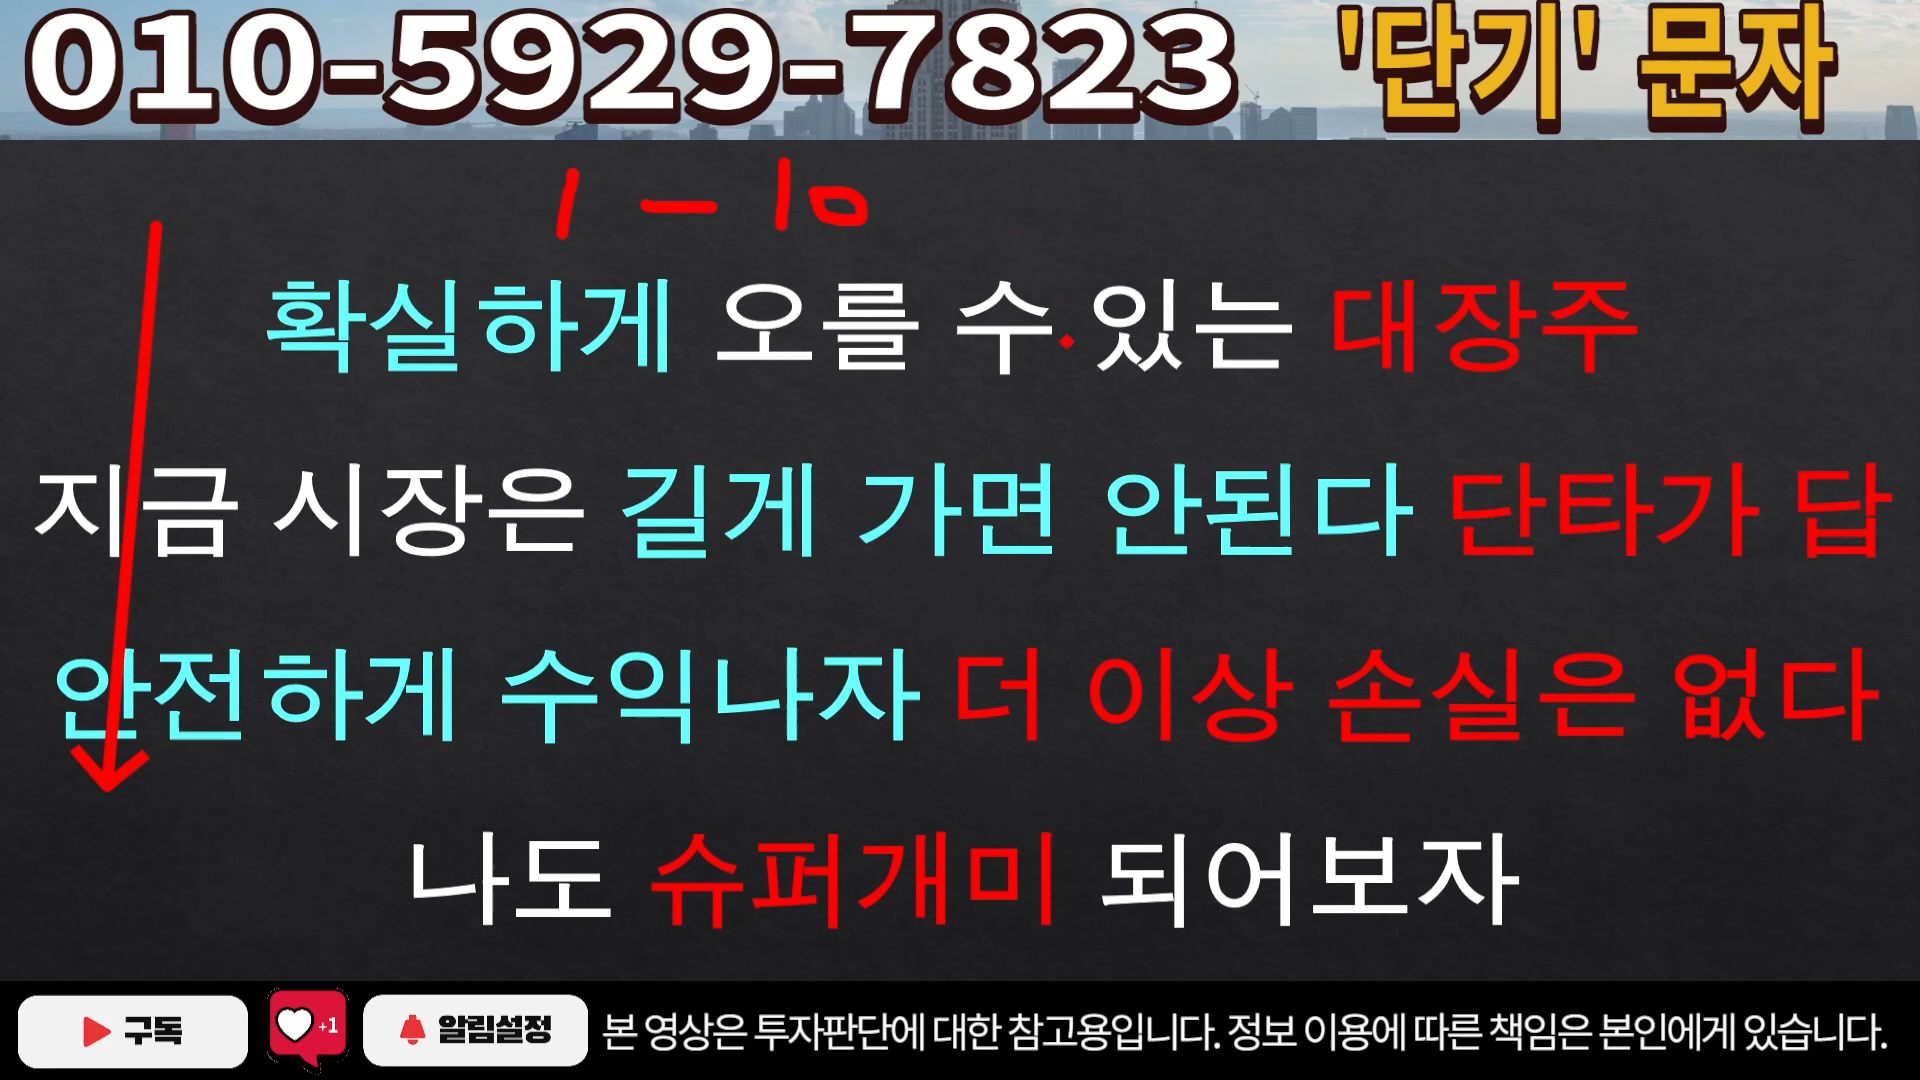 010-5929-7823 '단기' 문자
1 - 10
확실하게 오를 수 있는 대장주
지금 시장은 길게 가면 안된다 단타가 답
안전하게 수익나자 더 이상 손실은 없다
나도 슈퍼개미 되어보자
구독 +1 알림설정 본 영상은 투자판단에 대한 참고용입니다. 정보 이용에 따른 책임은 본인에게 있습니다.